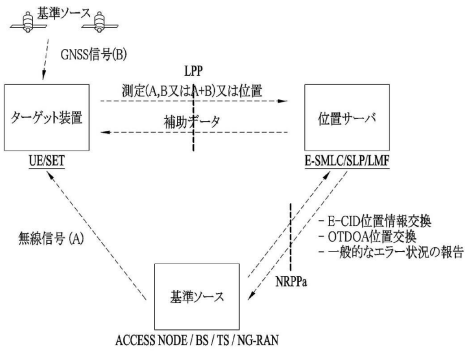 基準ソース
GNSS信号(B)
LPP
測定(A,B又はA+B)又は位置
ターゲット装置
位置サーバ
補助データ
UE/SET
E-SMLC/SLP/LMF
無線信号(A)
- E-CID位置情報交換
- OTDOA位置交換
- 一般的なエラー状況の報告
基準ソース
NRPPa
ACCESS NODE / BS / TS / NG-RAN